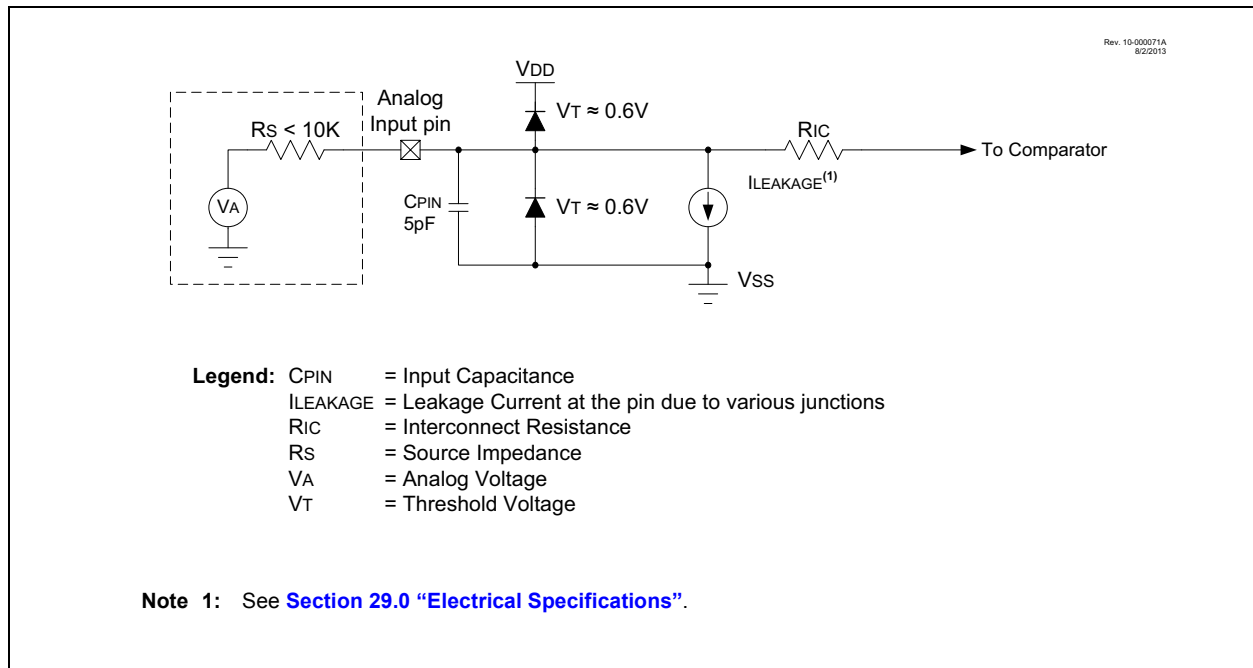 Rev. 10-000071A
8/2/2013
VDD
Analog
Input pin
VT ≈ 0.6V
RS < 10K
RIC
To Comparator
ILEAKAGE(1)
VA
CPIN
5pF
VT ≈ 0.6V
VSS
Legend: CPIN = Input Capacitance
ILEAKAGE = Leakage Current at the pin due to various junctions
RIC = Interconnect Resistance
RS = Source Impedance
VA = Analog Voltage
VT = Threshold Voltage
Note 1: See Section 29.0 “Electrical Specifications”.